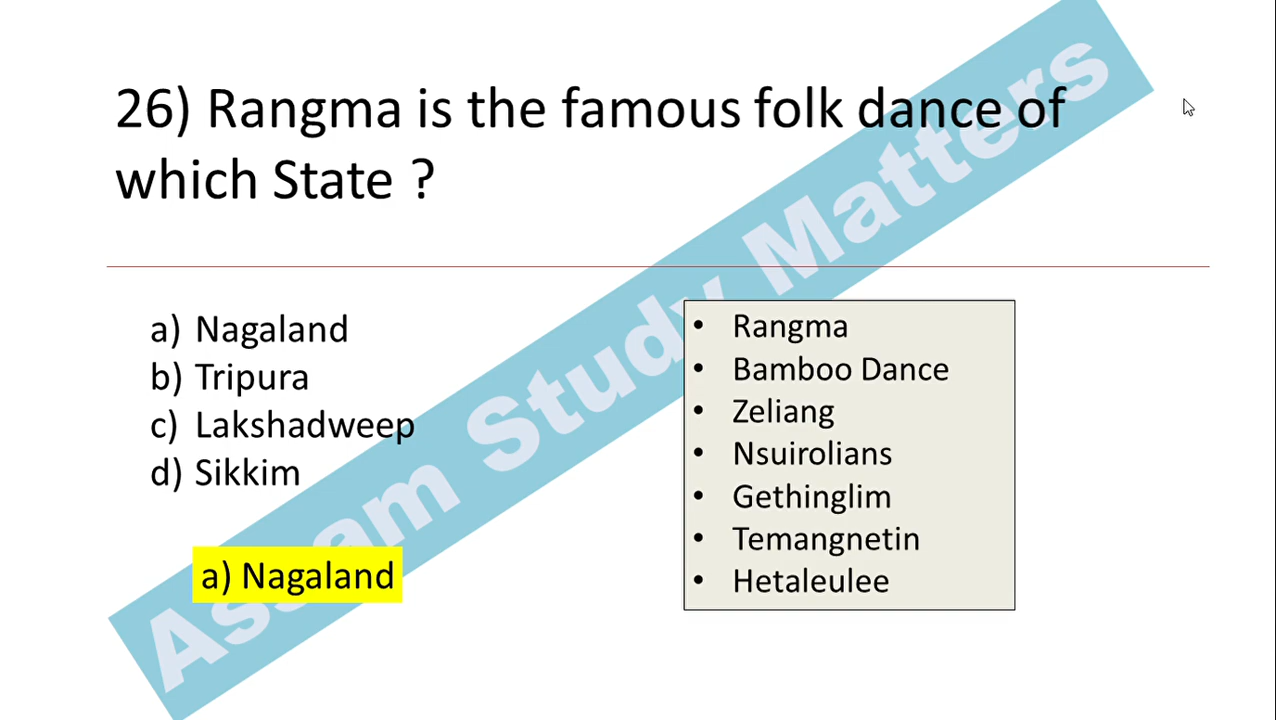 26) Rangma is the famous folk dance of
which State ?
a) Nagaland
b) Tripura
c) Lakshadweep
d) Sikkim
a) Nagaland
• Rangma
• Bamboo Dance
• Zeliang
• Nsuirolians
• Gethinglim
• Temangnetin
• Hetaleulee
Assam Study Matters